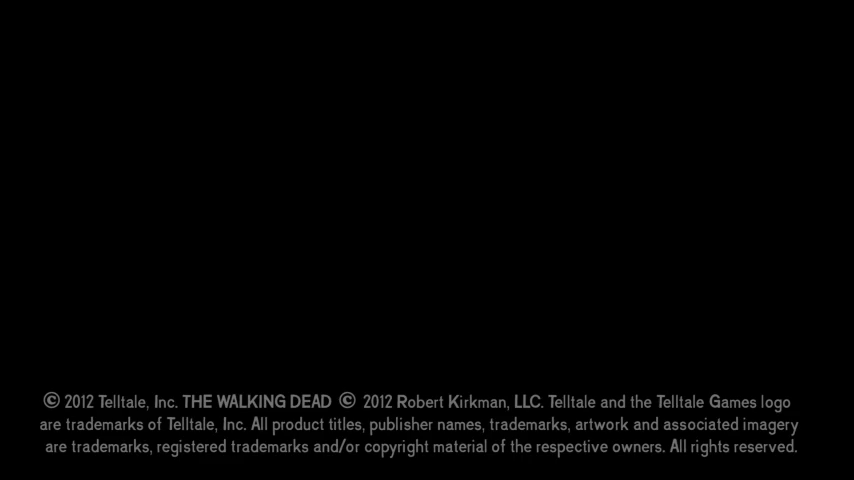 © 2012 Telltale, Inc. THE WALKING DEAD © 2012 Robert Kirkman, LLC. Telltale and the Telltale Games logo
are trademarks of Telltale, Inc. All product titles, publisher names, trademarks, artwork and associated imagery
are trademarks, registered trademarks and/or copyright material of the respective owners. All rights reserved.